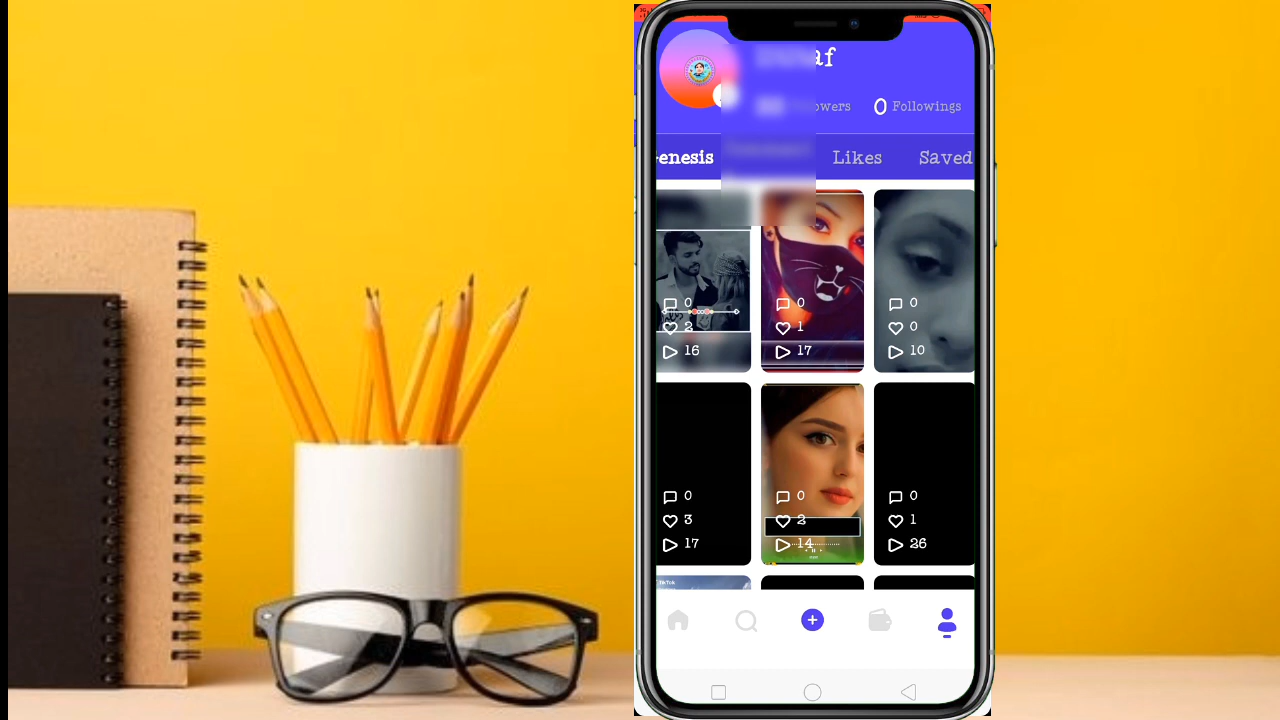 af
owers 0 Followings
enesis Likes Saved
0 0 0
2 1 0
16 17 10
0 0 0
3 2 1
17 14 26
TikTok